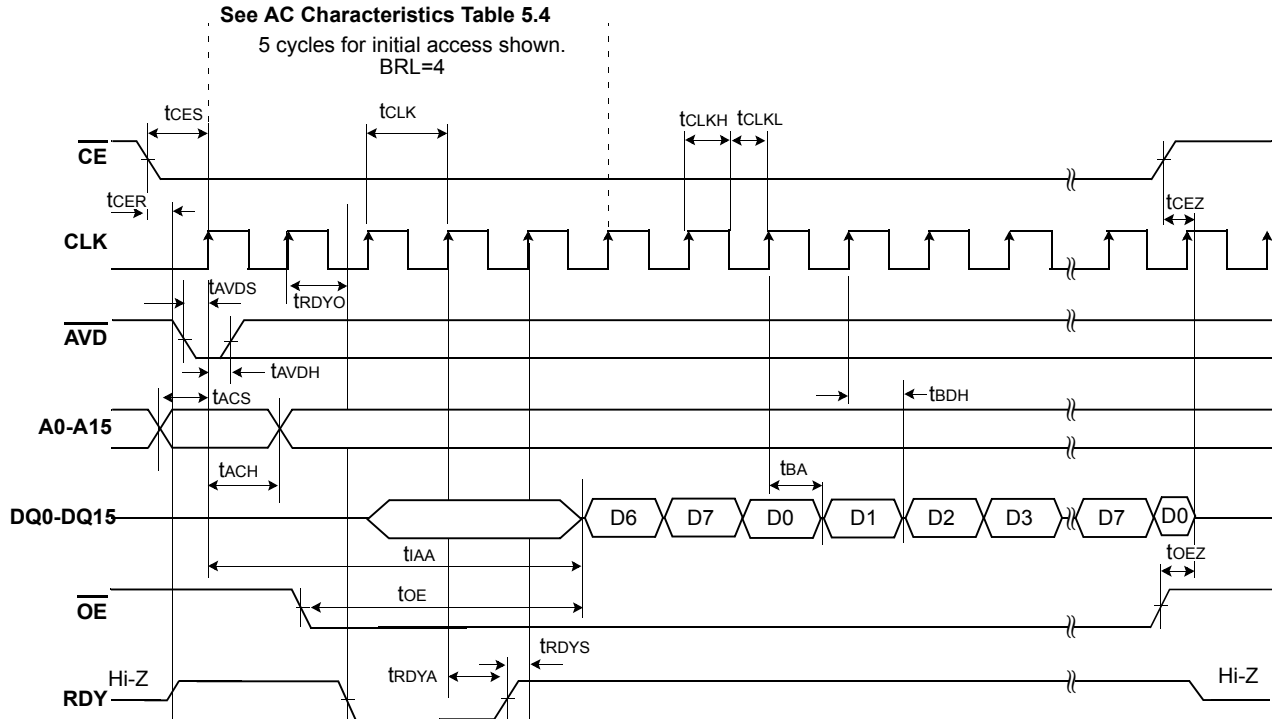 See AC Characteristics Table 5.4
5 cycles for initial access shown.
BRL=4
tCES
tCLK
tCLKH
tCLKL
CE
tCER
tCEZ
CLK
tAVDS
tRDYO
AVD
tAVDH
tACS
tBDH
A0-A15
tACH
tBA
DQ0-DQ15
D6
D7
D0
D1
D2
D3
D7
D0
tIAA
tOEZ
tOE
OE
tRDYS
tRDYA
Hi-Z
Hi-Z
RDY